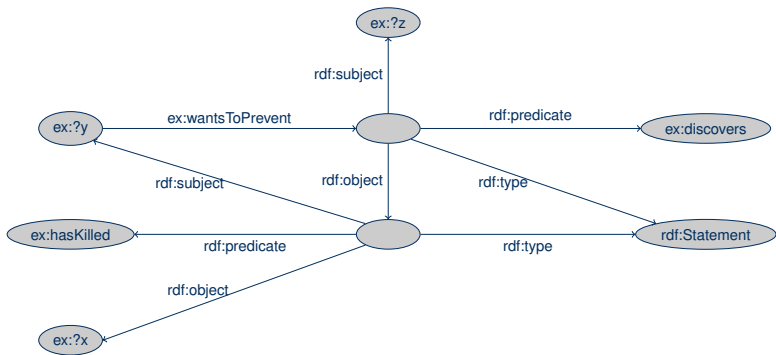 ex:?z
rdf:subject
ex:wantsToPrevent
rdf:predicate
ex:?y
ex:discovers
rdf:subject
rdf:object
rdf:type
ex:hasKilled
rdf:Statement
rdf:predicate
rdf:type
rdf:object
ex:?x